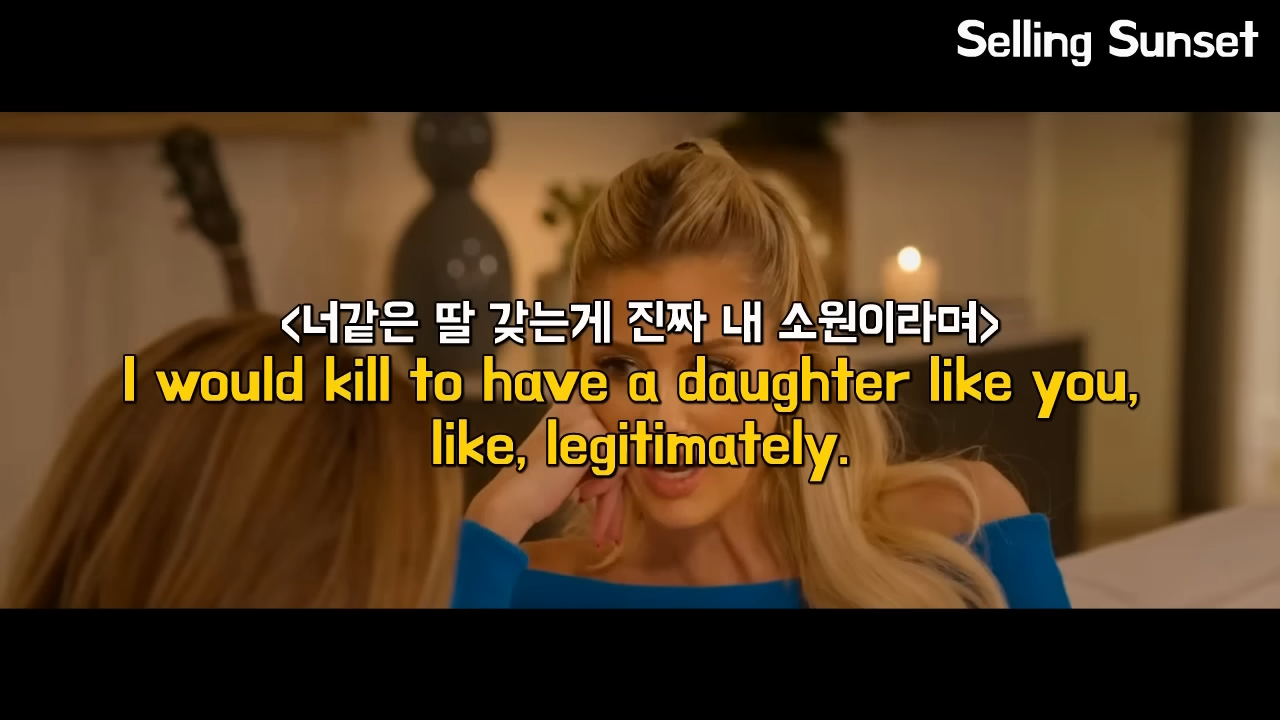 Selling Sunset
<너같은 딸 갖는게 진짜 내 소원이라며>
I would kill to have a daughter like you,
like, legitimately.